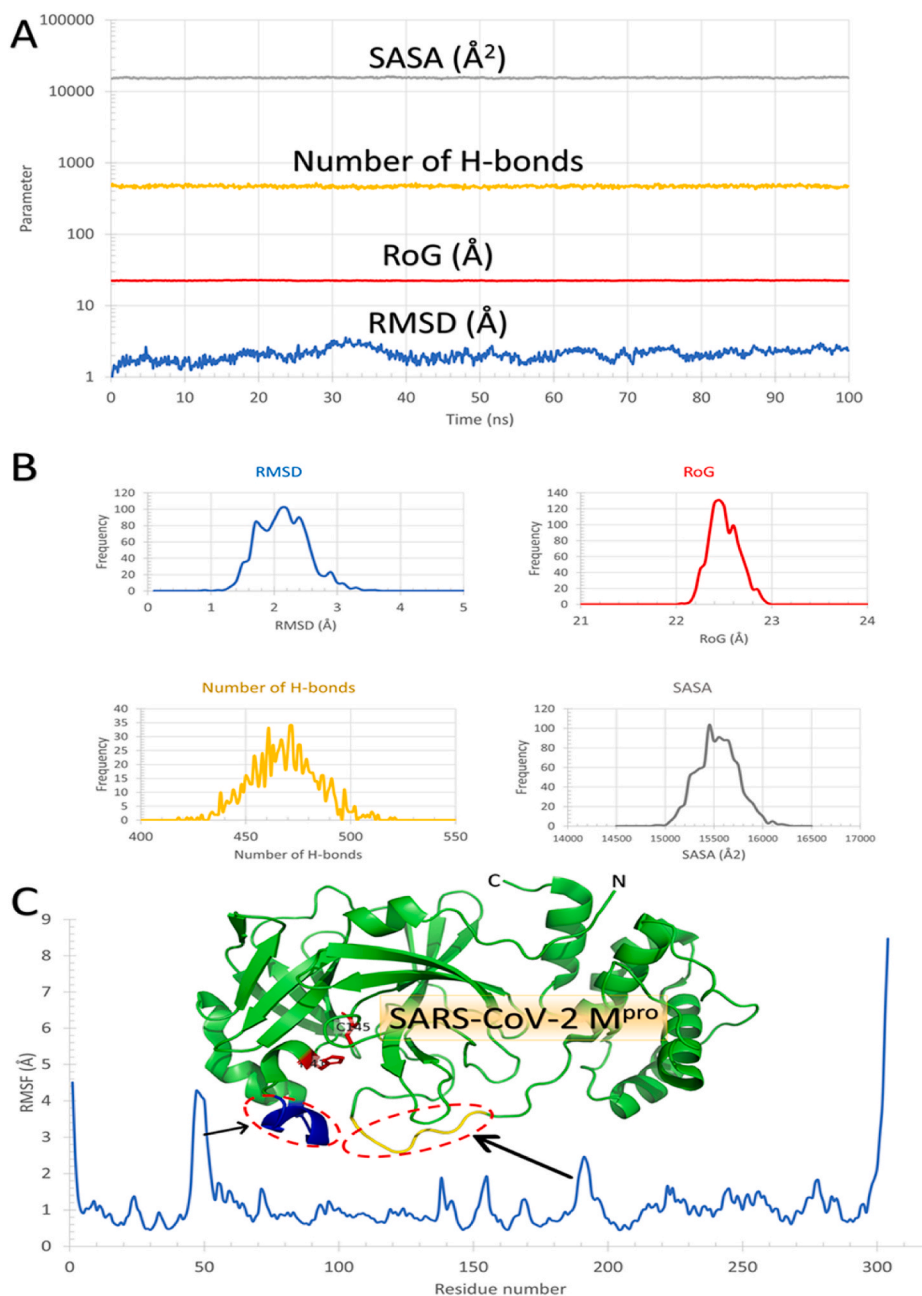 A
100000
SASA (Å²)
10000
Number of H-bonds
1000
Parameter
100
RoG (Å)
10
RMSD (Å)
1
0 10 20 30 40 50 60 70 80 90 100
Time (ns)
B
RMSD
120
100
80
60
40
20
0
Frequency
0 1 2 3 4 5
RMSD (Å)
RoG
140
120
100
80
60
40
20
0
Frequency
21 22 23 24
RoG (Å)
Number of H-bonds
40
35
30
25
20
15
10
5
0
Frequency
400 450 500 550
Number of H-bonds
SASA
120
100
80
60
40
20
0
Frequency
14000 14500 15000 15500 16000 16500 17000
SASA (Å2)
C
C N
9
8
7
6
5
4
3
2
1
0
RMSF (Å)
SARS-CoV-2 Mᵖʳᵒ
C145
0 50 100 150 200 250 300
Residue number